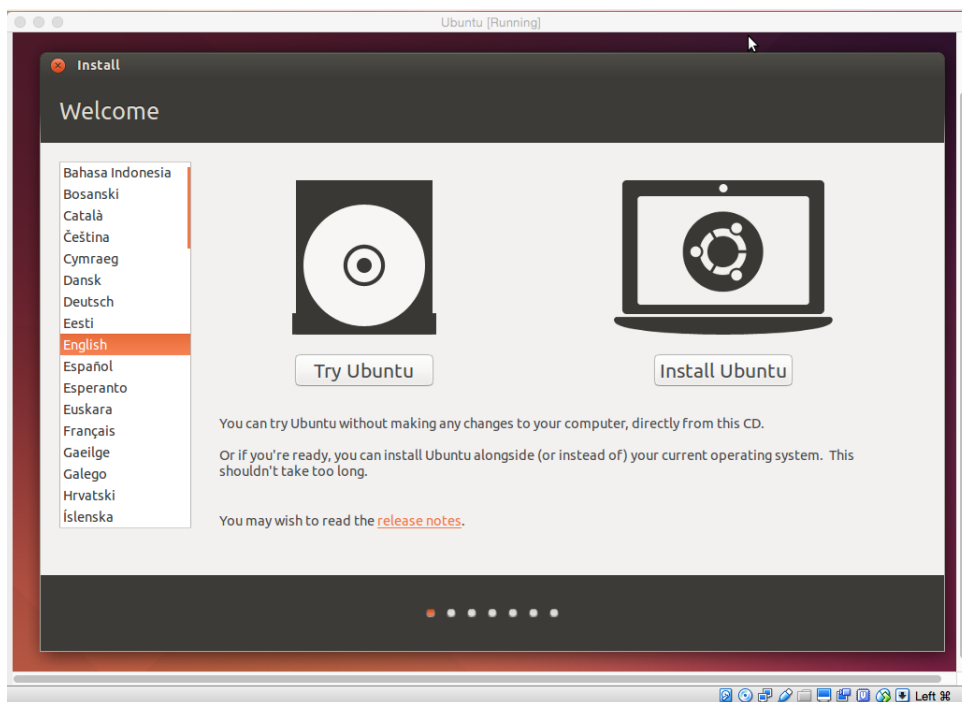 Ubuntu [Running]
Install
Welcome
Bahasa Indonesia
Bosanski
Català
Čeština
Cymraeg
Dansk
Deutsch
Eesti
English
Español
Esperanto
Euskara
Français
Gaeilge
Galego
Hrvatski
Íslenska
Try Ubuntu
Install Ubuntu
You can try Ubuntu without making any changes to your computer, directly from this CD.
Or if you're ready, you can install Ubuntu alongside (or instead of) your current operating system. This
shouldn't take too long.
You may wish to read the release notes.
Left ⌘